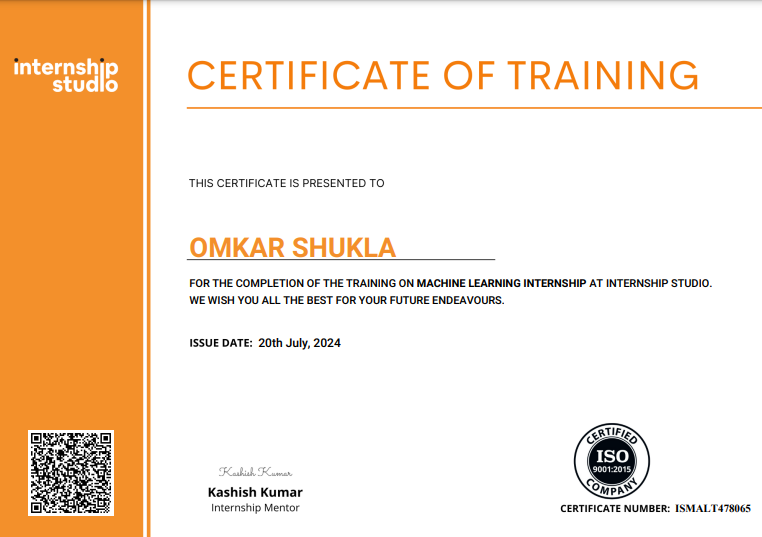 internship
studio
CERTIFICATE OF TRAINING
THIS CERTIFICATE IS PRESENTED TO
OMKAR SHUKLA
FOR THE COMPLETION OF THE TRAINING ON MACHINE LEARNING INTERNSHIP AT INTERNSHIP STUDIO.
WE WISH YOU ALL THE BEST FOR YOUR FUTURE ENDEAVOURS.
ISSUE DATE: 20th July, 2024
Kashish Kumar
Kashish Kumar
Internship Mentor
CERTIFIED
ISO
9001:2015
COMPANY
CERTIFICATE NUMBER: ISMALT478065